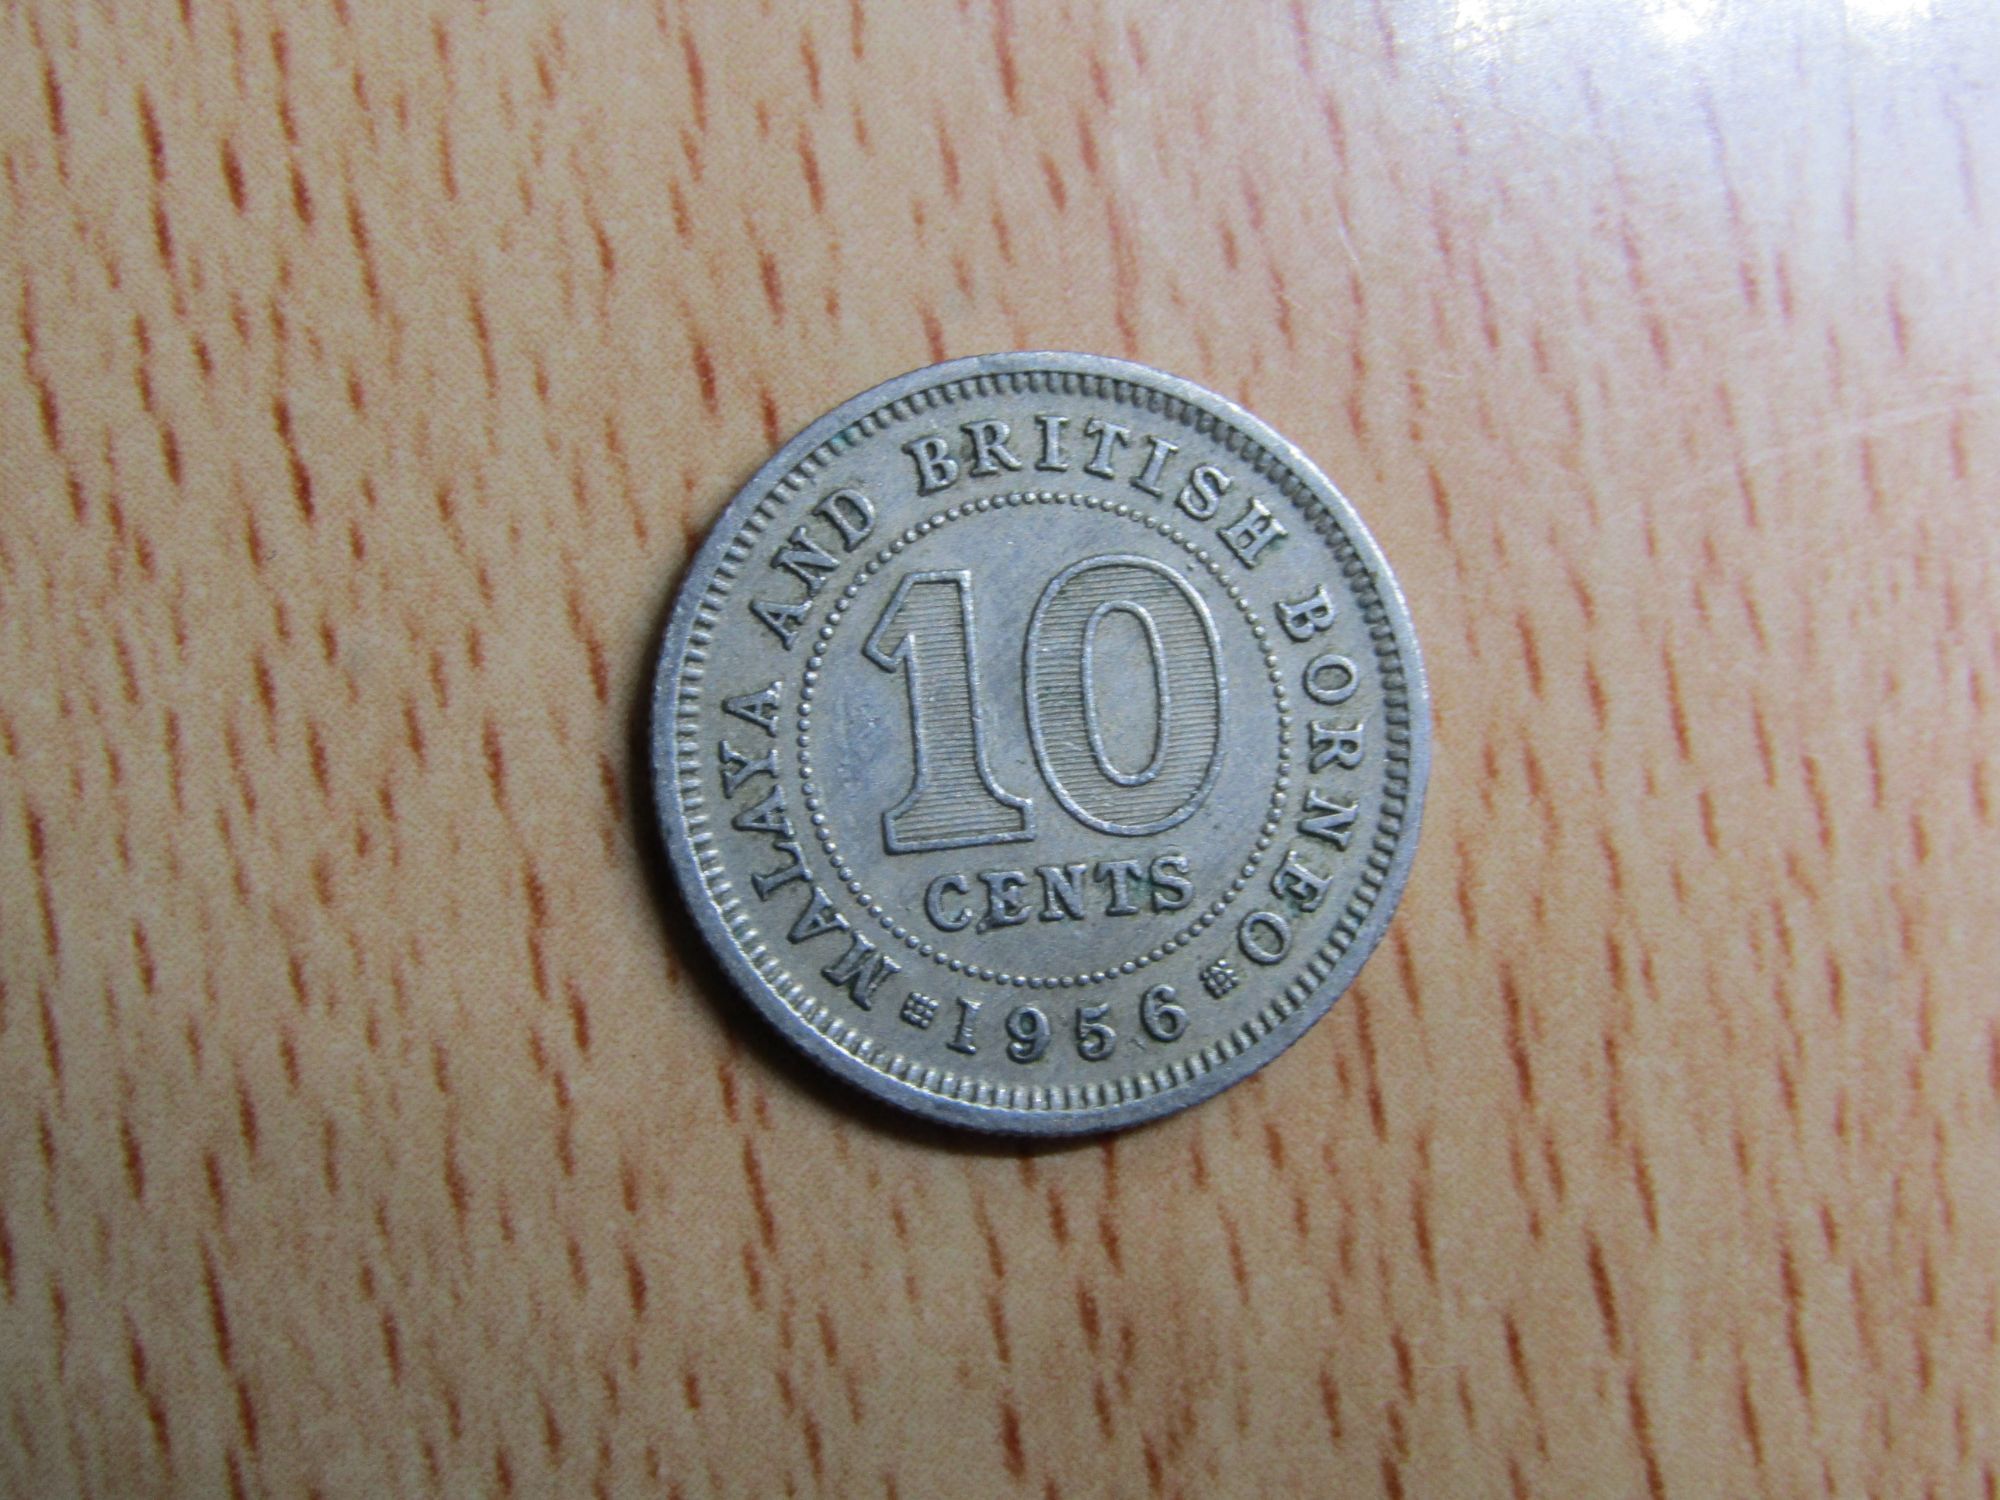 MALAYA AND BRITISH BORNEO
10
CENTS
1956